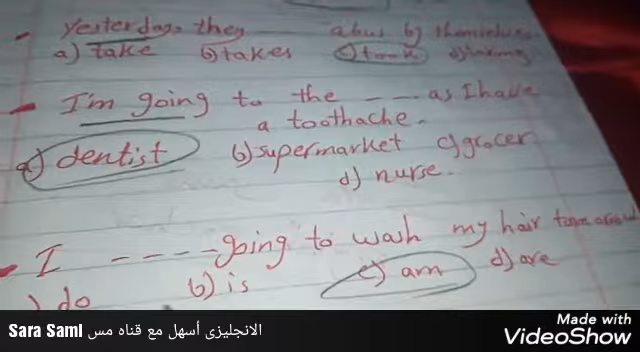 - Yesterday, they a bus by themselves
a) take b) takes c) took d) taking
- I'm going to the ---- as I have
a toothache.
a) dentist b) supermarket c) grocer
d) nurse.
- I ---- going to wash my hair
) do b) is c) am d) are
Made with
VideoShow
Sara Saml الانجليزى أسهل مع قناه مس